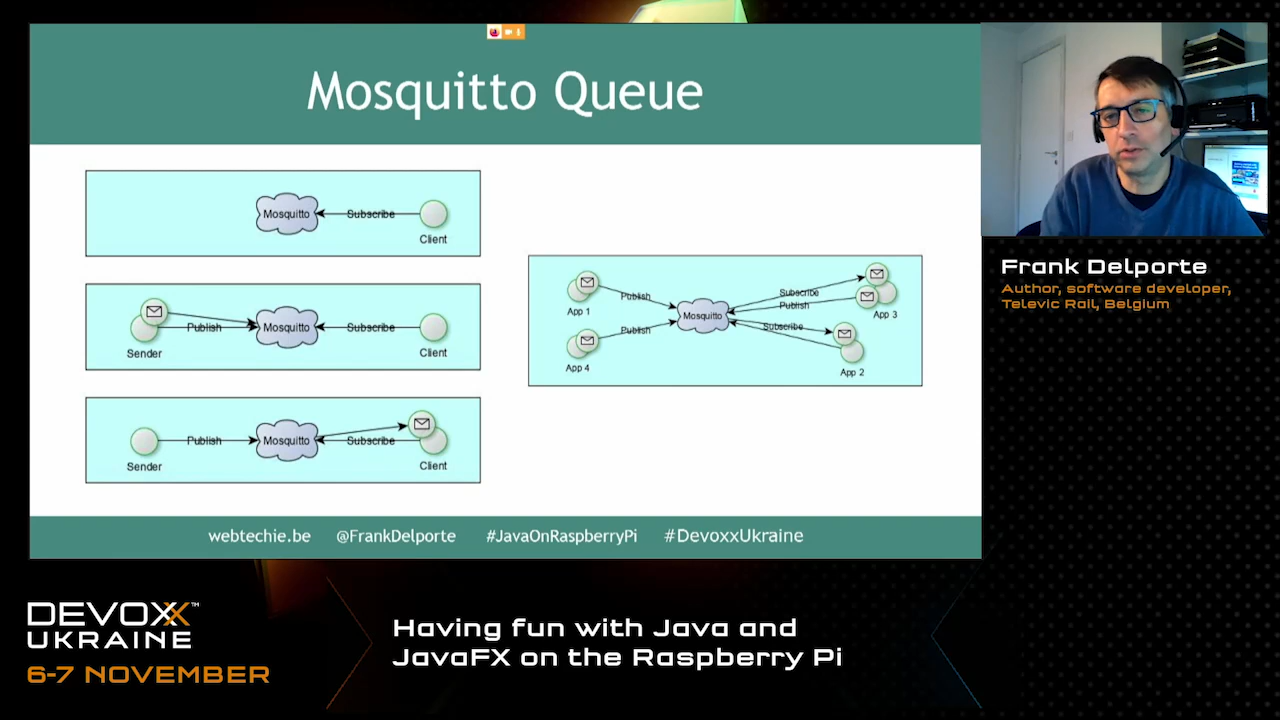 Mosquitto Queue
Mosquitto
Subscribe
Client
Publish
Mosquitto
Subscribe
Sender
Client
Publish
Mosquitto
Subscribe
Sender
Client
App 1
Publish
Mosquitto
Subscribe
Publish
App 3
Publish
Subscribe
App 4
App 2
webtechie.be @FrankDelporte #JavaOnRaspberryPi #DevoxxUkraine
Frank Delporte
Author, software developer,
Televic Rail, Belgium
DEVOXX™
UKRAINE
6-7 NOVEMBER
Having fun with Java and
JavaFX on the Raspberry Pi